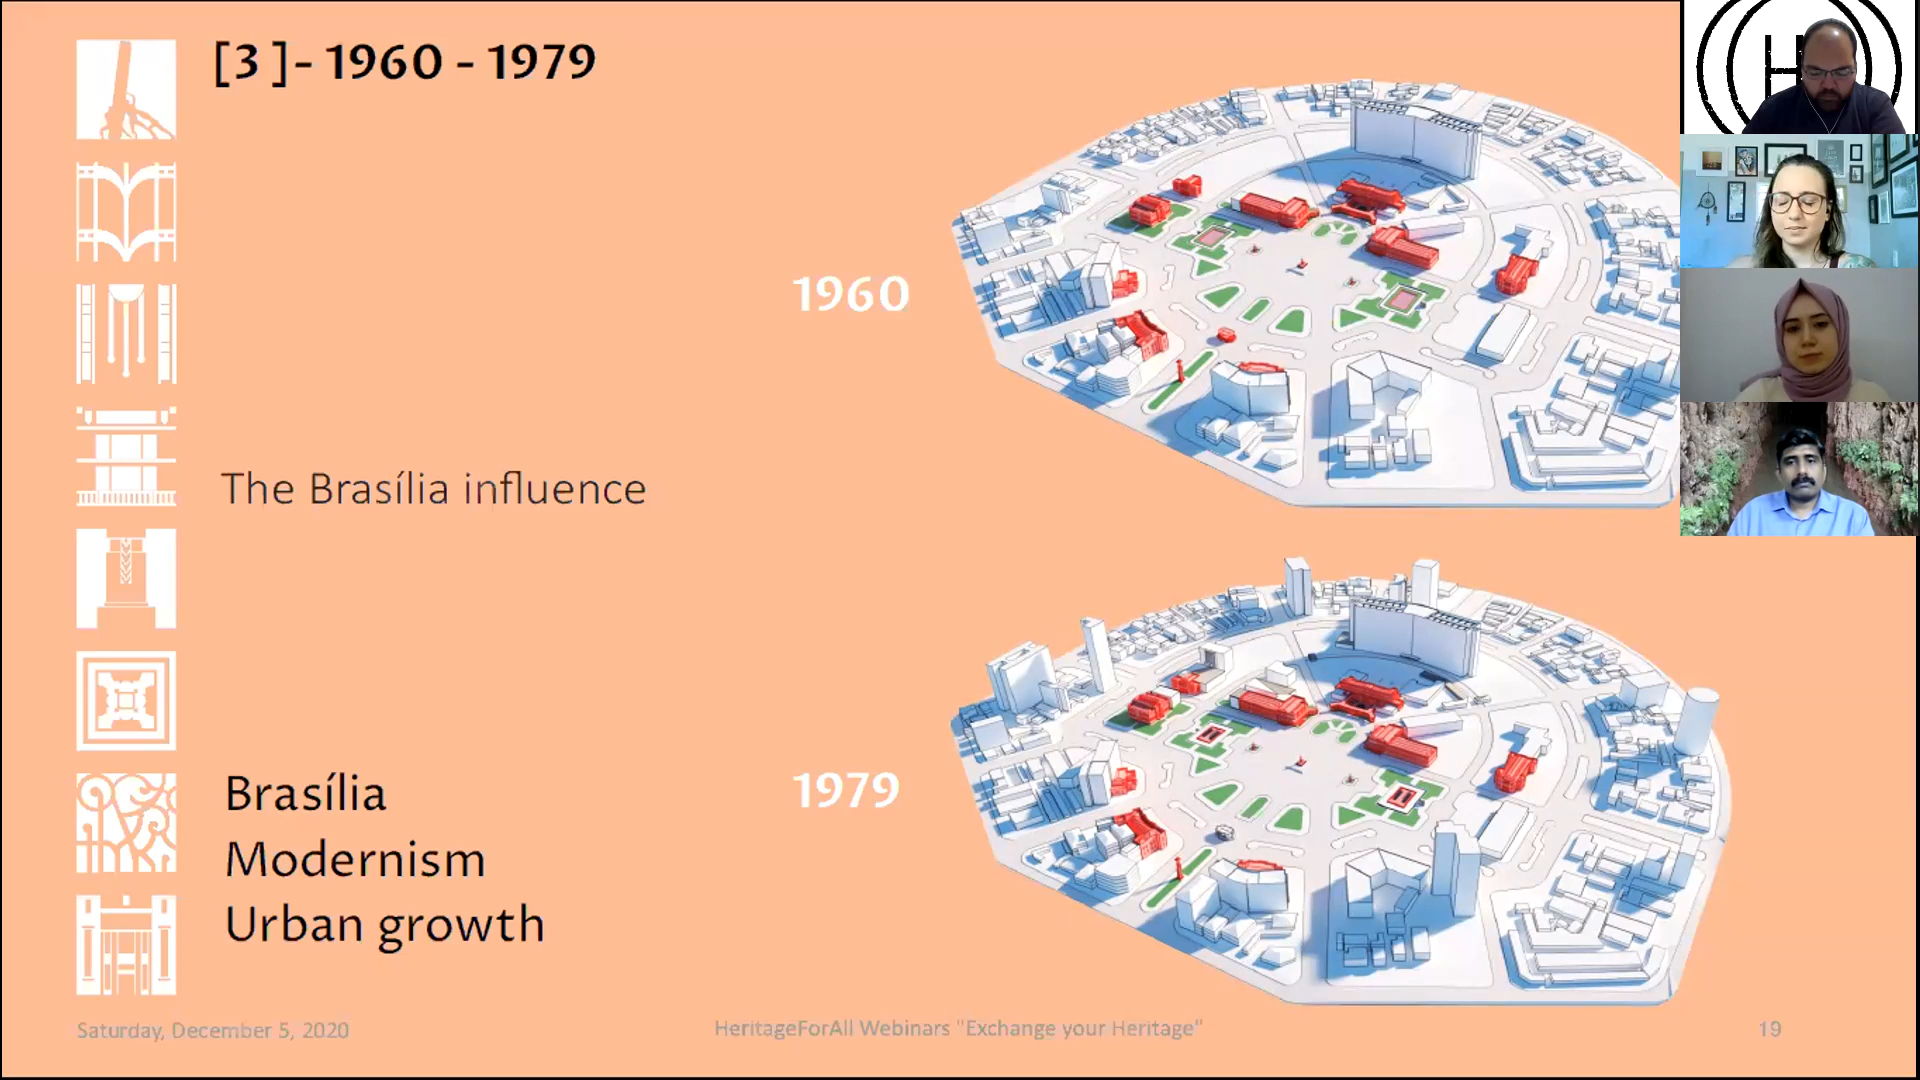 [3 ]- 1960 - 1979
1960
The Brasília influence
1979
Brasília
Modernism
Urban growth
Saturday, December 5, 2020
HeritageForAll Webinars "Exchange your Heritage"
19
H